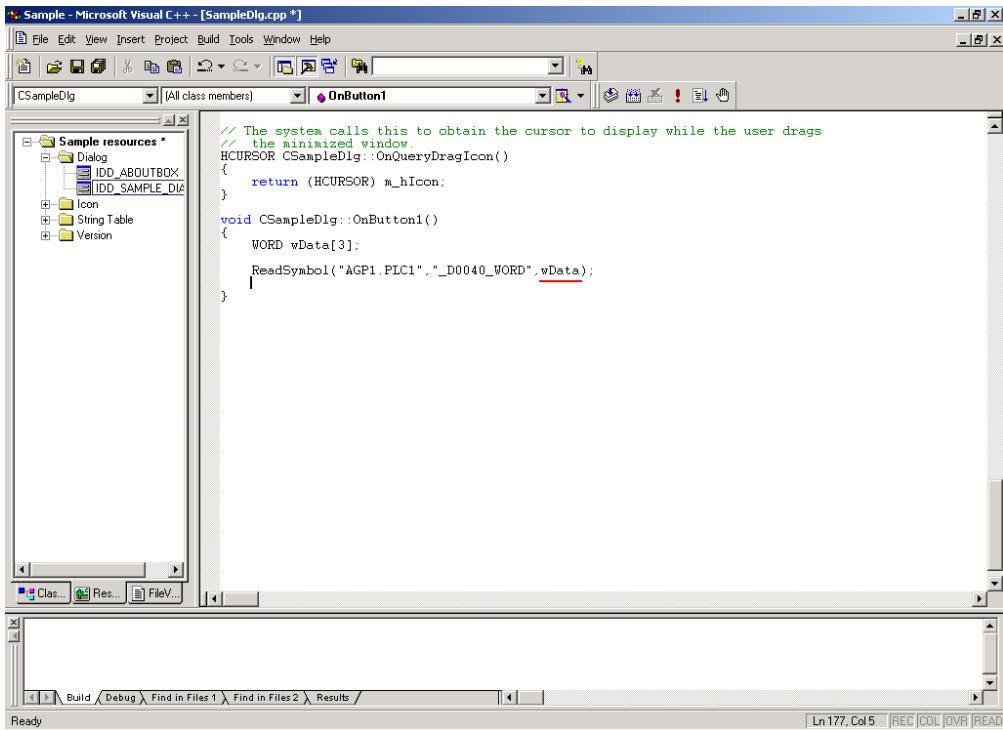 Sample - Microsoft Visual C++ - [SampleDlg.cpp *]
File Edit View Insert Project Build Tools Window Help
CSampleDlg (All class members) OnButton1
Sample resources *
Dialog
IDD_ABOUTBOX
IDD_SAMPLE_DIA
Icon
String Table
Version
Clas... Res... FileV...
// The system calls this to obtain the cursor to display while the user drags
//  the minimized window.
HCURSOR CSampleDlg::OnQueryDragIcon()
{
return (HCURSOR) m_hIcon;
}
void CSampleDlg::OnButton1()
{
WORD wData[3];
ReadSymbol("AGP1.PLC1","_D0040_WORD",wData);
}
Build Debug Find in Files 1 Find in Files 2 Results
Ready Ln 177, Col 5 REC COL OVR READ